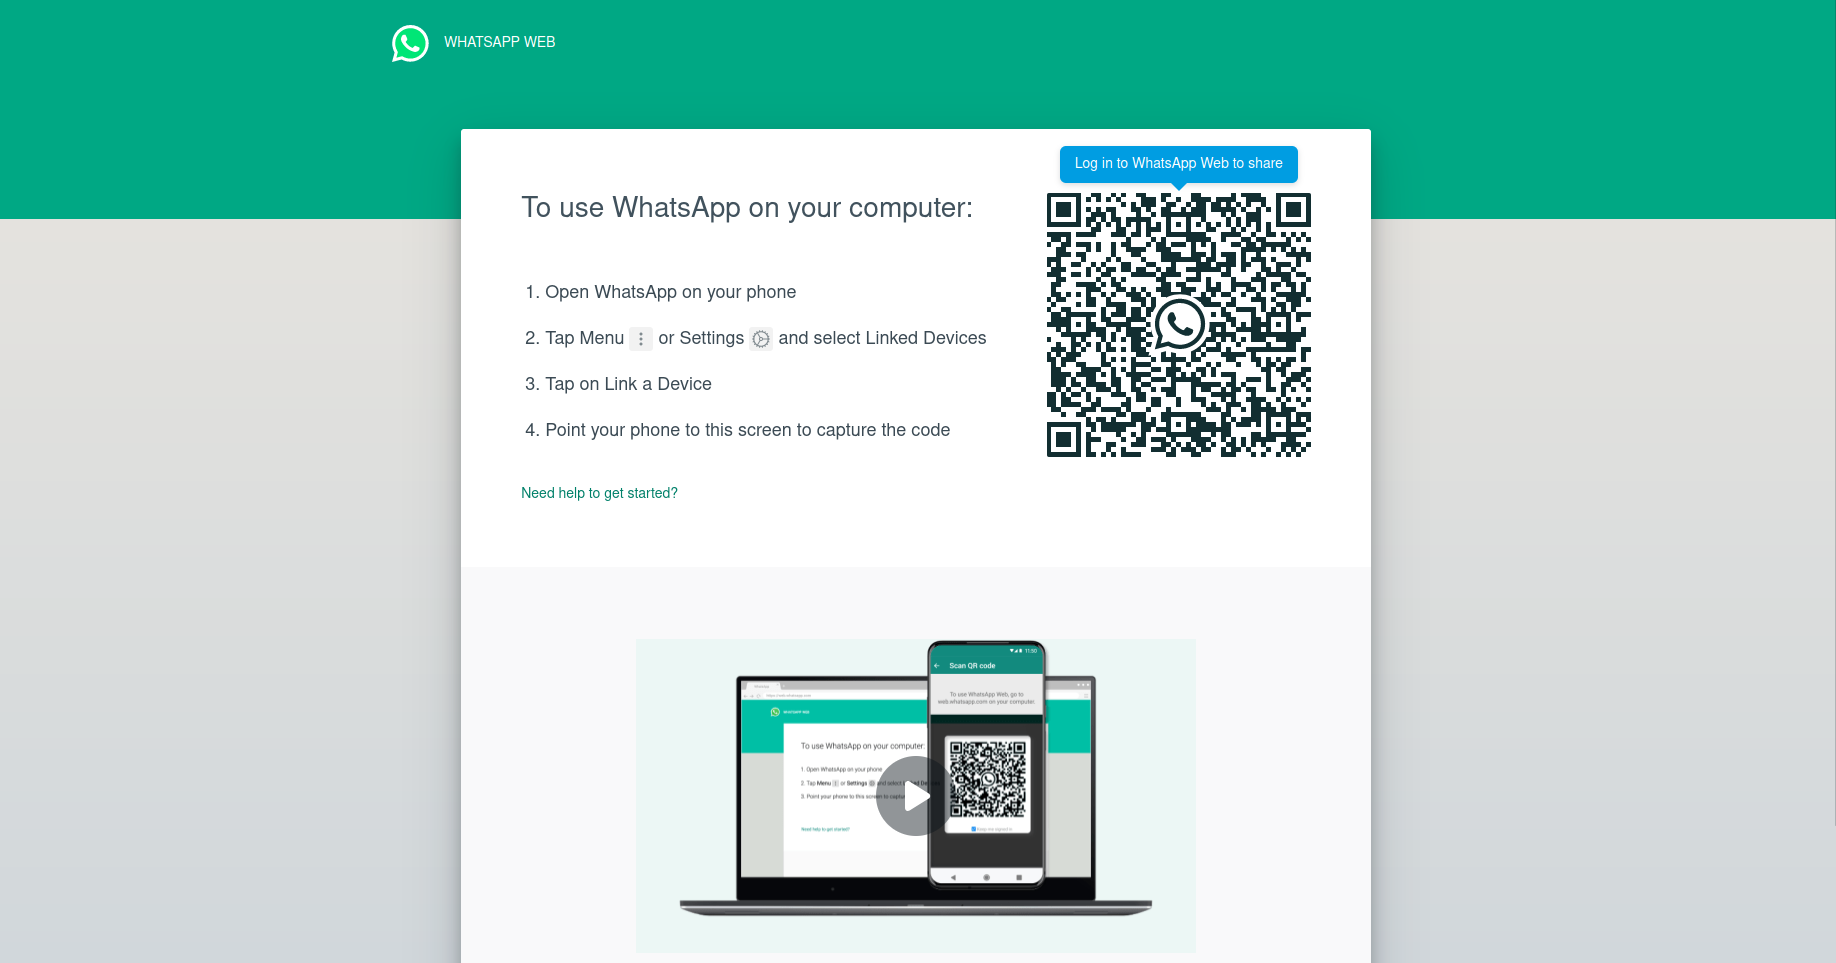 WHATSAPP WEB
Log in to WhatsApp Web to share
To use WhatsApp on your computer:
1. Open WhatsApp on your phone
2. Tap Menu or Settings and select Linked Devices
3. Tap on Link a Device
4. Point your phone to this screen to capture the code
Need help to get started?
11:50
Scan QR code
To use WhatsApp Web, go to
web.whatsapp.com on your computer.
WHATSAPP WEB
To use WhatsApp on your computer:
1. Open WhatsApp on your phone
2. Tap Menu or Settings and select
3. Point your phone to this screen to
Need help to get started?
Keep me signed in